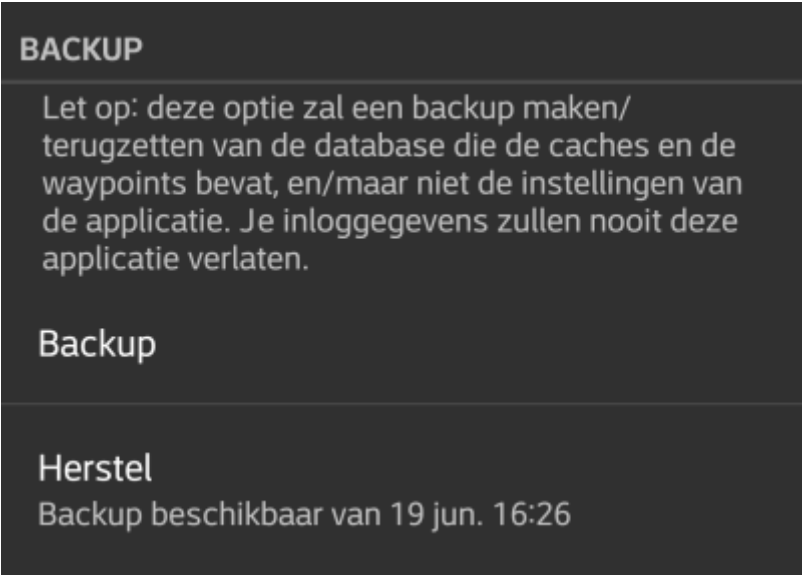 BACKUP
Let op: deze optie zal een backup maken/
terugzetten van de database die de caches en de
waypoints bevat, en/maar niet de instellingen van
de applicatie. Je inloggegevens zullen nooit deze
applicatie verlaten.
Backup
Herstel
Backup beschikbaar van 19 jun. 16:26